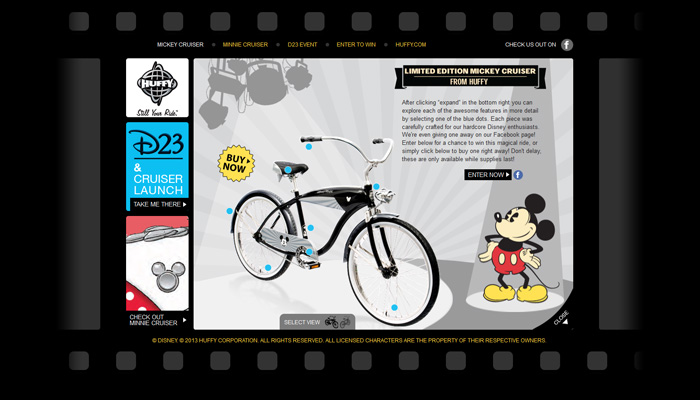 MICKEY CRUISER
MINNIE CRUISER
D23 EVENT
ENTER TO WIN
HUFFY.COM
CHECK US OUT ON f
HUFFY
Still Your Ride.
D23
&
CRUISER
LAUNCH
TAKE ME THERE
CHECK OUT
MINNIE CRUISER
BUY
NOW
LIMITED EDITION MICKEY CRUISER
FROM HUFFY
After clicking "expand" in the bottom right you can
explore each of the awesome features in more detail
by selecting one of the blue dots. Each piece was
carefully crafted for our hardcore Disney enthusiasts.
We're even giving one away on our Facebook page!
Enter below for a chance to win this magical ride, or
simply click below to buy one right away! Don't delay,
these are only available while supplies last!
ENTER NOW f
SELECT VIEW
CLOSE
© DISNEY. © 2013 HUFFY CORPORATION. ALL RIGHTS RESERVED. ALL LICENSED CHARACTERS ARE THE PROPERTY OF THEIR RESPECTIVE OWNERS.